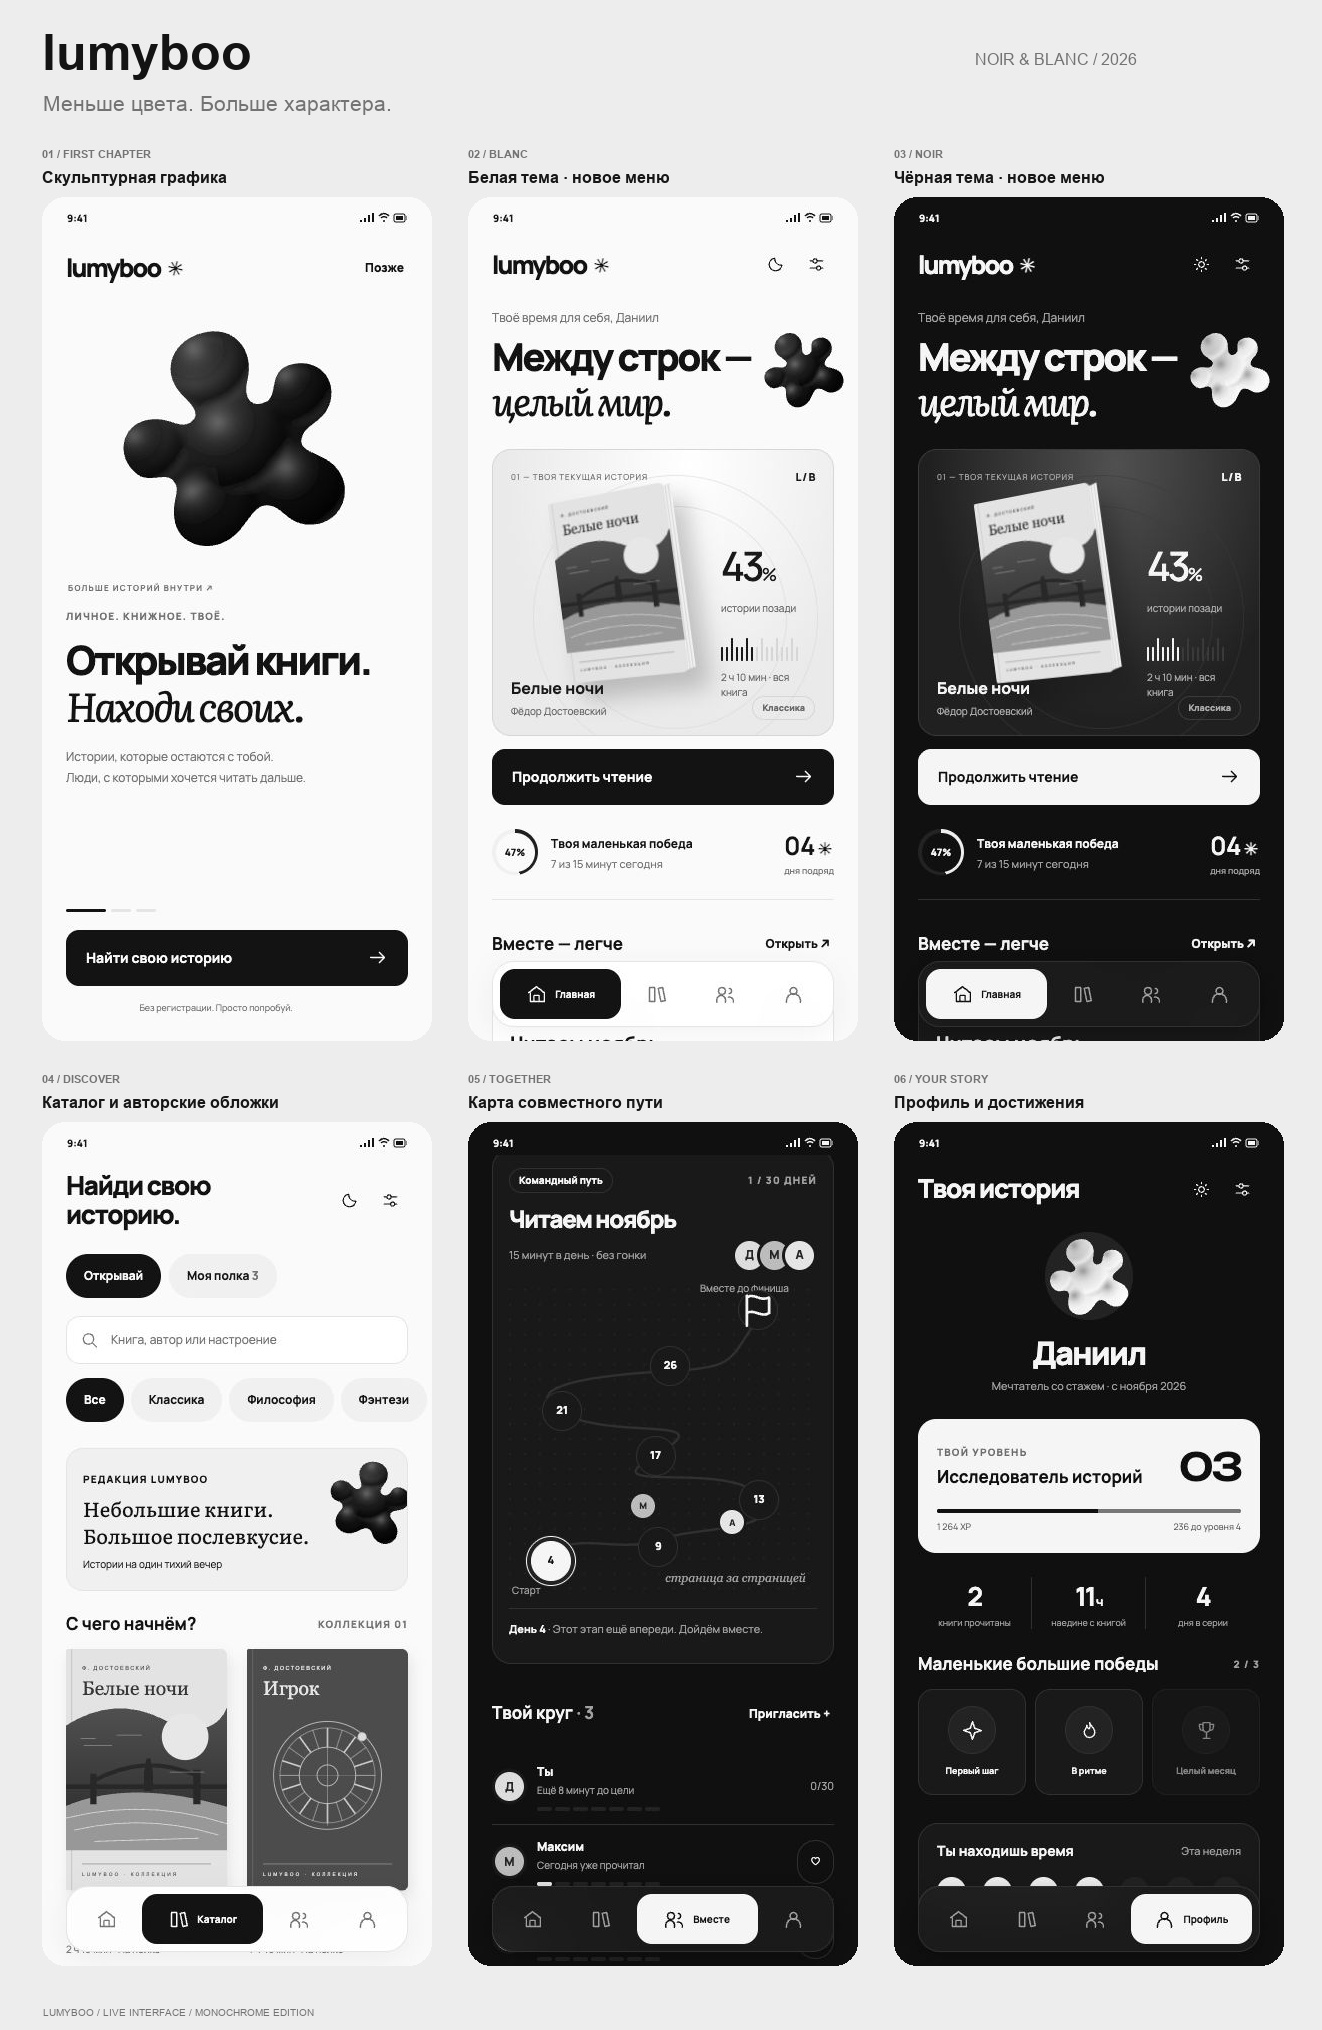 lumyboo
NOIR & BLANC / 2026
Меньше цвета. Больше характера.
01 / FIRST CHAPTER
Скульптурная графика
9:41
lumyboo
Позже
БОЛЬШЕ ИСТОРИЙ ВНУТРИ ↗
ЛИЧНОЕ. КНИЖНОЕ. ТВОЁ.
Открывай книги.
Находи своих.
Истории, которые остаются с тобой.
Люди, с которыми хочется читать дальше.
Найти свою историю →
Без регистрации. Просто попробуй.
02 / BLANC
Белая тема · новое меню
9:41
lumyboo
Твоё время для себя, Даниил
Между строк —
целый мир.
01 — ТВОЯ ТЕКУЩАЯ ИСТОРИЯ
L/B
Ф. ДОСТОЕВСКИЙ
Белые ночи
LUMYBOO · КОЛЛЕКЦИЯ
43%
истории позади
2 ч 10 мин · вся
книга
Белые ночи
Фёдор Достоевский
Классика
Продолжить чтение →
47%
Твоя маленькая победа
7 из 15 минут сегодня
04
дня подряд
Вместе — легче
Открыть ↗
Главная
Читаем ноябрь
03 / NOIR
Чёрная тема · новое меню
9:41
lumyboo
Твоё время для себя, Даниил
Между строк —
целый мир.
01 — ТВОЯ ТЕКУЩАЯ ИСТОРИЯ
L/B
Ф. ДОСТОЕВСКИЙ
Белые ночи
LUMYBOO · КОЛЛЕКЦИЯ
43%
истории позади
2 ч 10 мин · вся
книга
Белые ночи
Фёдор Достоевский
Классика
Продолжить чтение →
47%
Твоя маленькая победа
7 из 15 минут сегодня
04
дня подряд
Вместе — легче
Открыть ↗
Главная
Читаем ноябрь
04 / DISCOVER
Каталог и авторские обложки
9:41
Найди свою
историю.
Открывай
Моя полка 3
Книга, автор или настроение
Все
Классика
Философия
Фэнтези
РЕДАКЦИЯ LUMYBOO
Небольшие книги.
Большое послевкусие.
Истории на один тихий вечер
С чего начнём?
КОЛЛЕКЦИЯ 01
Ф. ДОСТОЕВСКИЙ
Белые ночи
LUMYBOO · КОЛЛЕКЦИЯ
Ф. ДОСТОЕВСКИЙ
Игрок
LUMYBOO · КОЛЛЕКЦИЯ
Каталог
05 / TOGETHER
Карта совместного пути
9:41
Командный путь
1 / 30 ДНЕЙ
Читаем ноябрь
15 минут в день · без гонки
Д
М
А
Вместе до финиша
26
21
17
13
М
А
9
4
Старт
страница за страницей
День 4 · Этот этап ещё впереди. Дойдём вместе.
Твой круг · 3
Пригласить +
Д
Ты
Ещё 8 минут до цели
0/30
М
Максим
Сегодня уже прочитал
Вместе
06 / YOUR STORY
Профиль и достижения
9:41
Твоя история
Даниил
Мечтатель со стажем · с ноября 2026
ТВОЙ УРОВЕНЬ
Исследователь историй
03
1 264 XP
236 до уровня 4
2
книги прочитаны
11ч
наедине с книгой
4
дня в серии
Маленькие большие победы
2 / 3
Первый шаг
В ритме
Целый месяц
Ты находишь время
Эта неделя
Профиль
LUMYBOO / LIVE INTERFACE / MONOCHROME EDITION